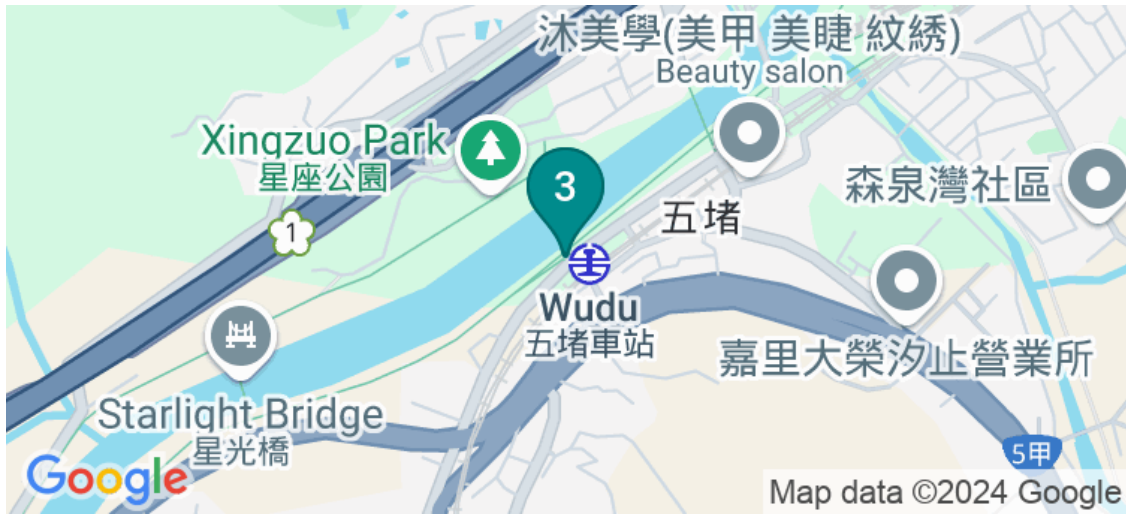 沐美學(美甲 美睫 紋綉)
Beauty salon
Xingzuo Park
星座公園
3
森泉灣社區
五堵
1
Wudu
五堵車站
嘉里大榮汐止營業所
Starlight Bridge
星光橋
5甲
Google
Map data ©2024 Google